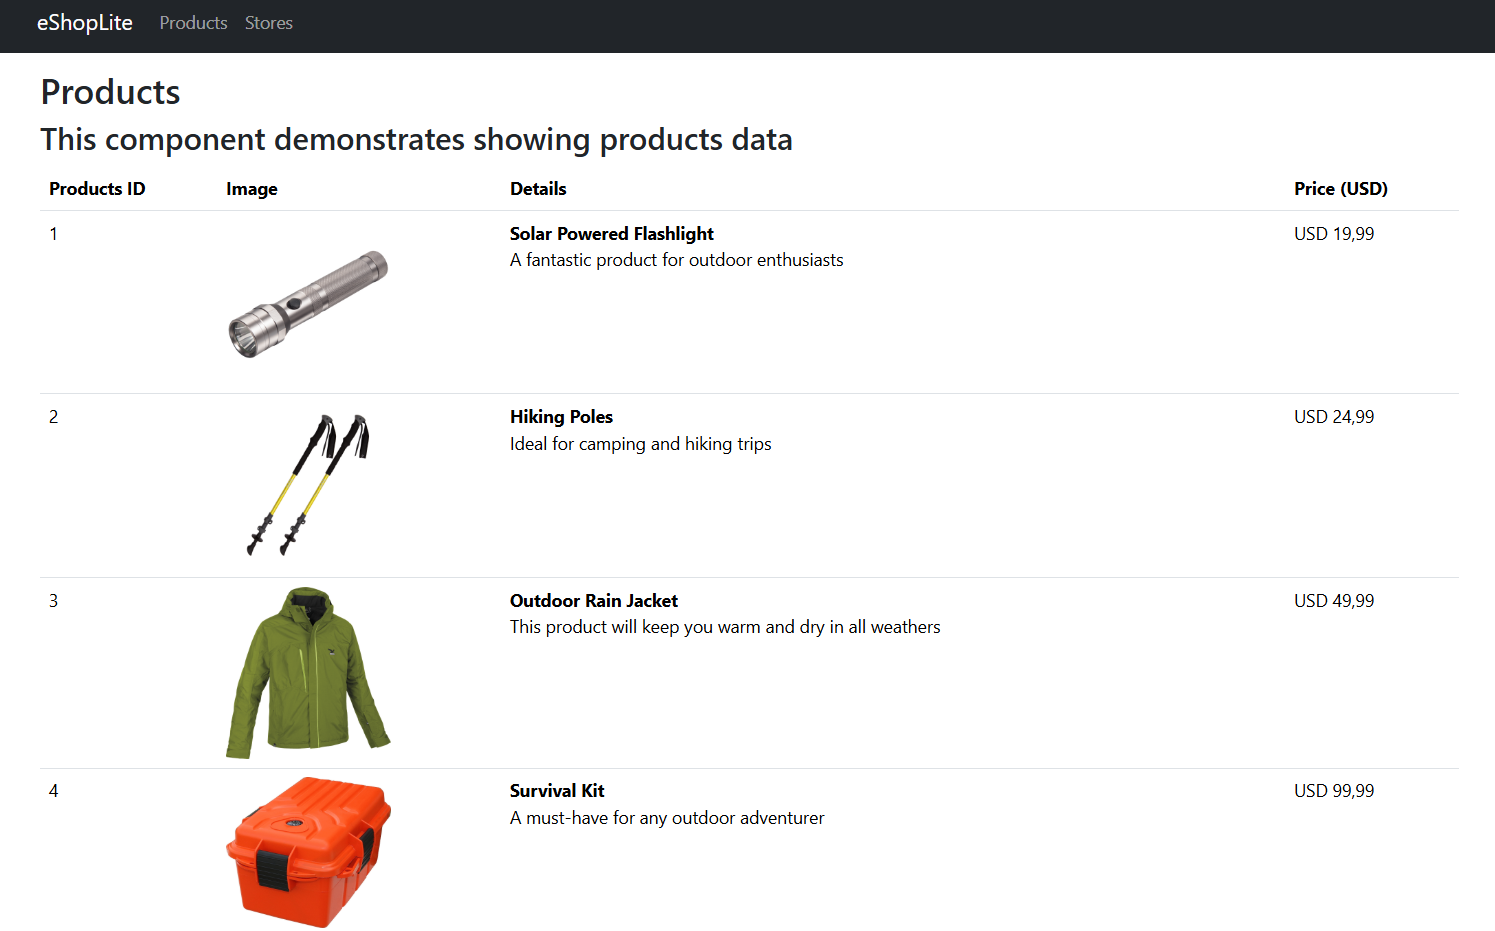 eShopLite Products Stores
Products
This component demonstrates showing products data
Products ID Image Details Price (USD)
1 Solar Powered Flashlight USD 19,99
A fantastic product for outdoor enthusiasts
2 Hiking Poles USD 24,99
Ideal for camping and hiking trips
3 Outdoor Rain Jacket USD 49,99
This product will keep you warm and dry in all weathers
4 Survival Kit USD 99,99
A must-have for any outdoor adventurer